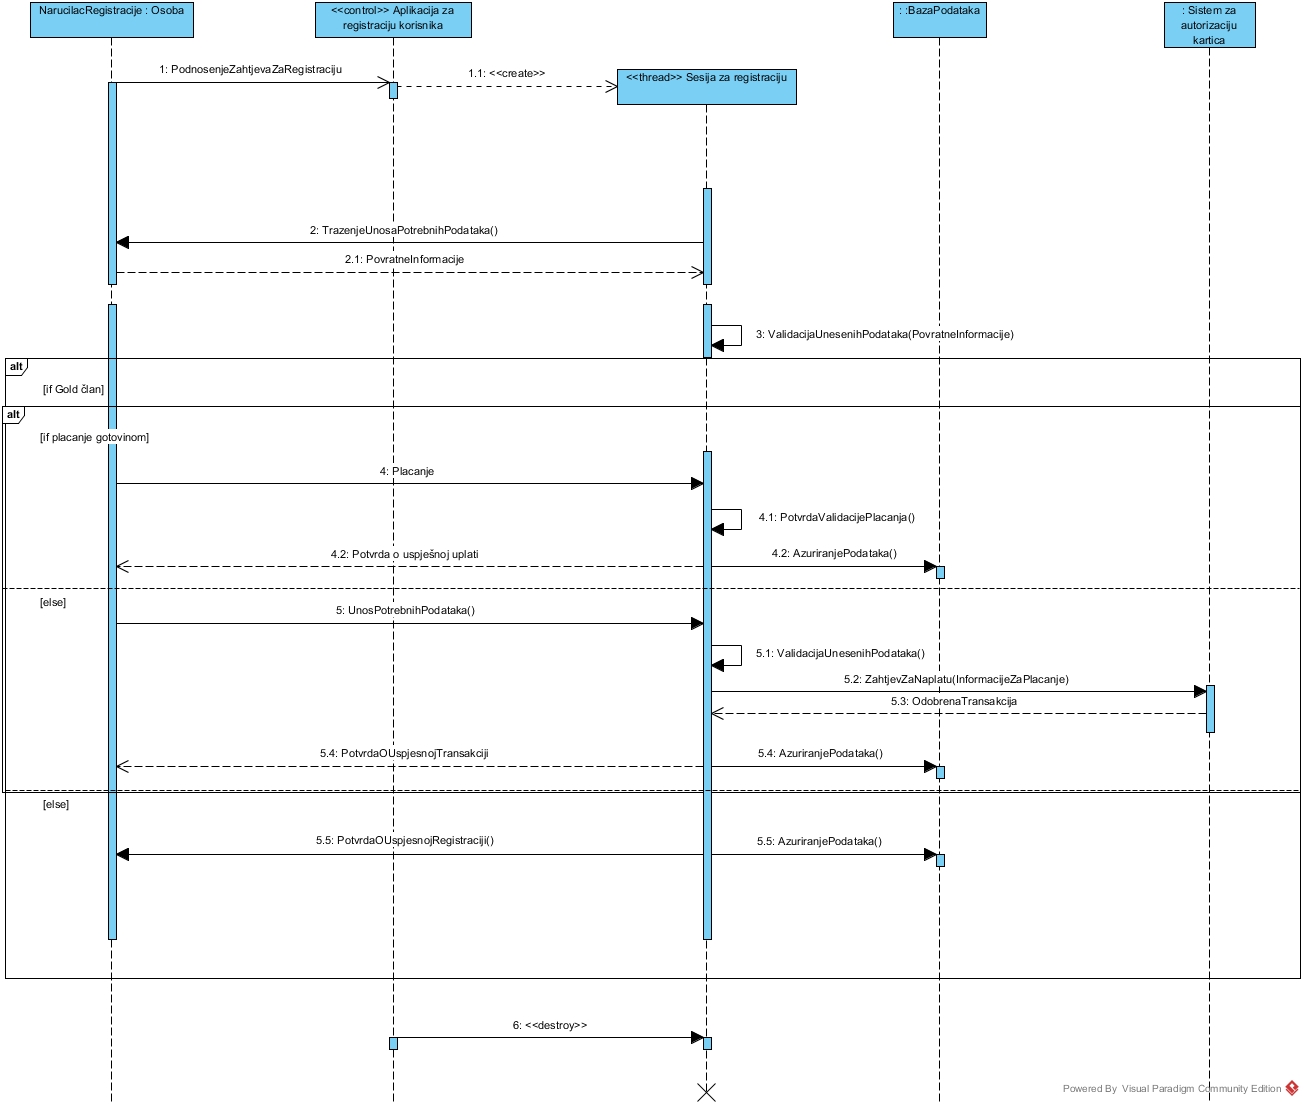 NarucilacRegistracije : Osoba
<<control>> Aplikacija za
registraciju korisnika
: :BazaPodataka
: Sistem za
autorizaciju
kartica
1: PodnosenjeZahtjevaZaRegistraciju
1.1: <<create>>
<<thread>> Sesija za registraciju
2: TrazenjeUnosaPotrebnihPodataka()
2.1: PovratneInformacije
3: ValidacijaUnesenihPodataka(PovratneInformacije)
alt
[if Gold član]
alt
[if placanje gotovinom]
4: Placanje
4.1: PotvrdaValidacijePlacanja()
4.2: Potvrda o uspješnoj uplati
4.2: AzuriranjePodataka()
[else]
5: UnosPotrebnihPodataka()
5.1: ValidacijaUnesenihPodataka()
5.2: ZahtjevZaNaplatu(InformacijeZaPlacanje)
5.3: OdobrenaTransakcija
5.4: PotvrdaOUspjesnojTransakciji
5.4: AzuriranjePodataka()
[else]
5.5: PotvrdaOUspjesnojRegistraciji()
5.5: AzuriranjePodataka()
6: <<destroy>>
Powered By Visual Paradigm Community Edition